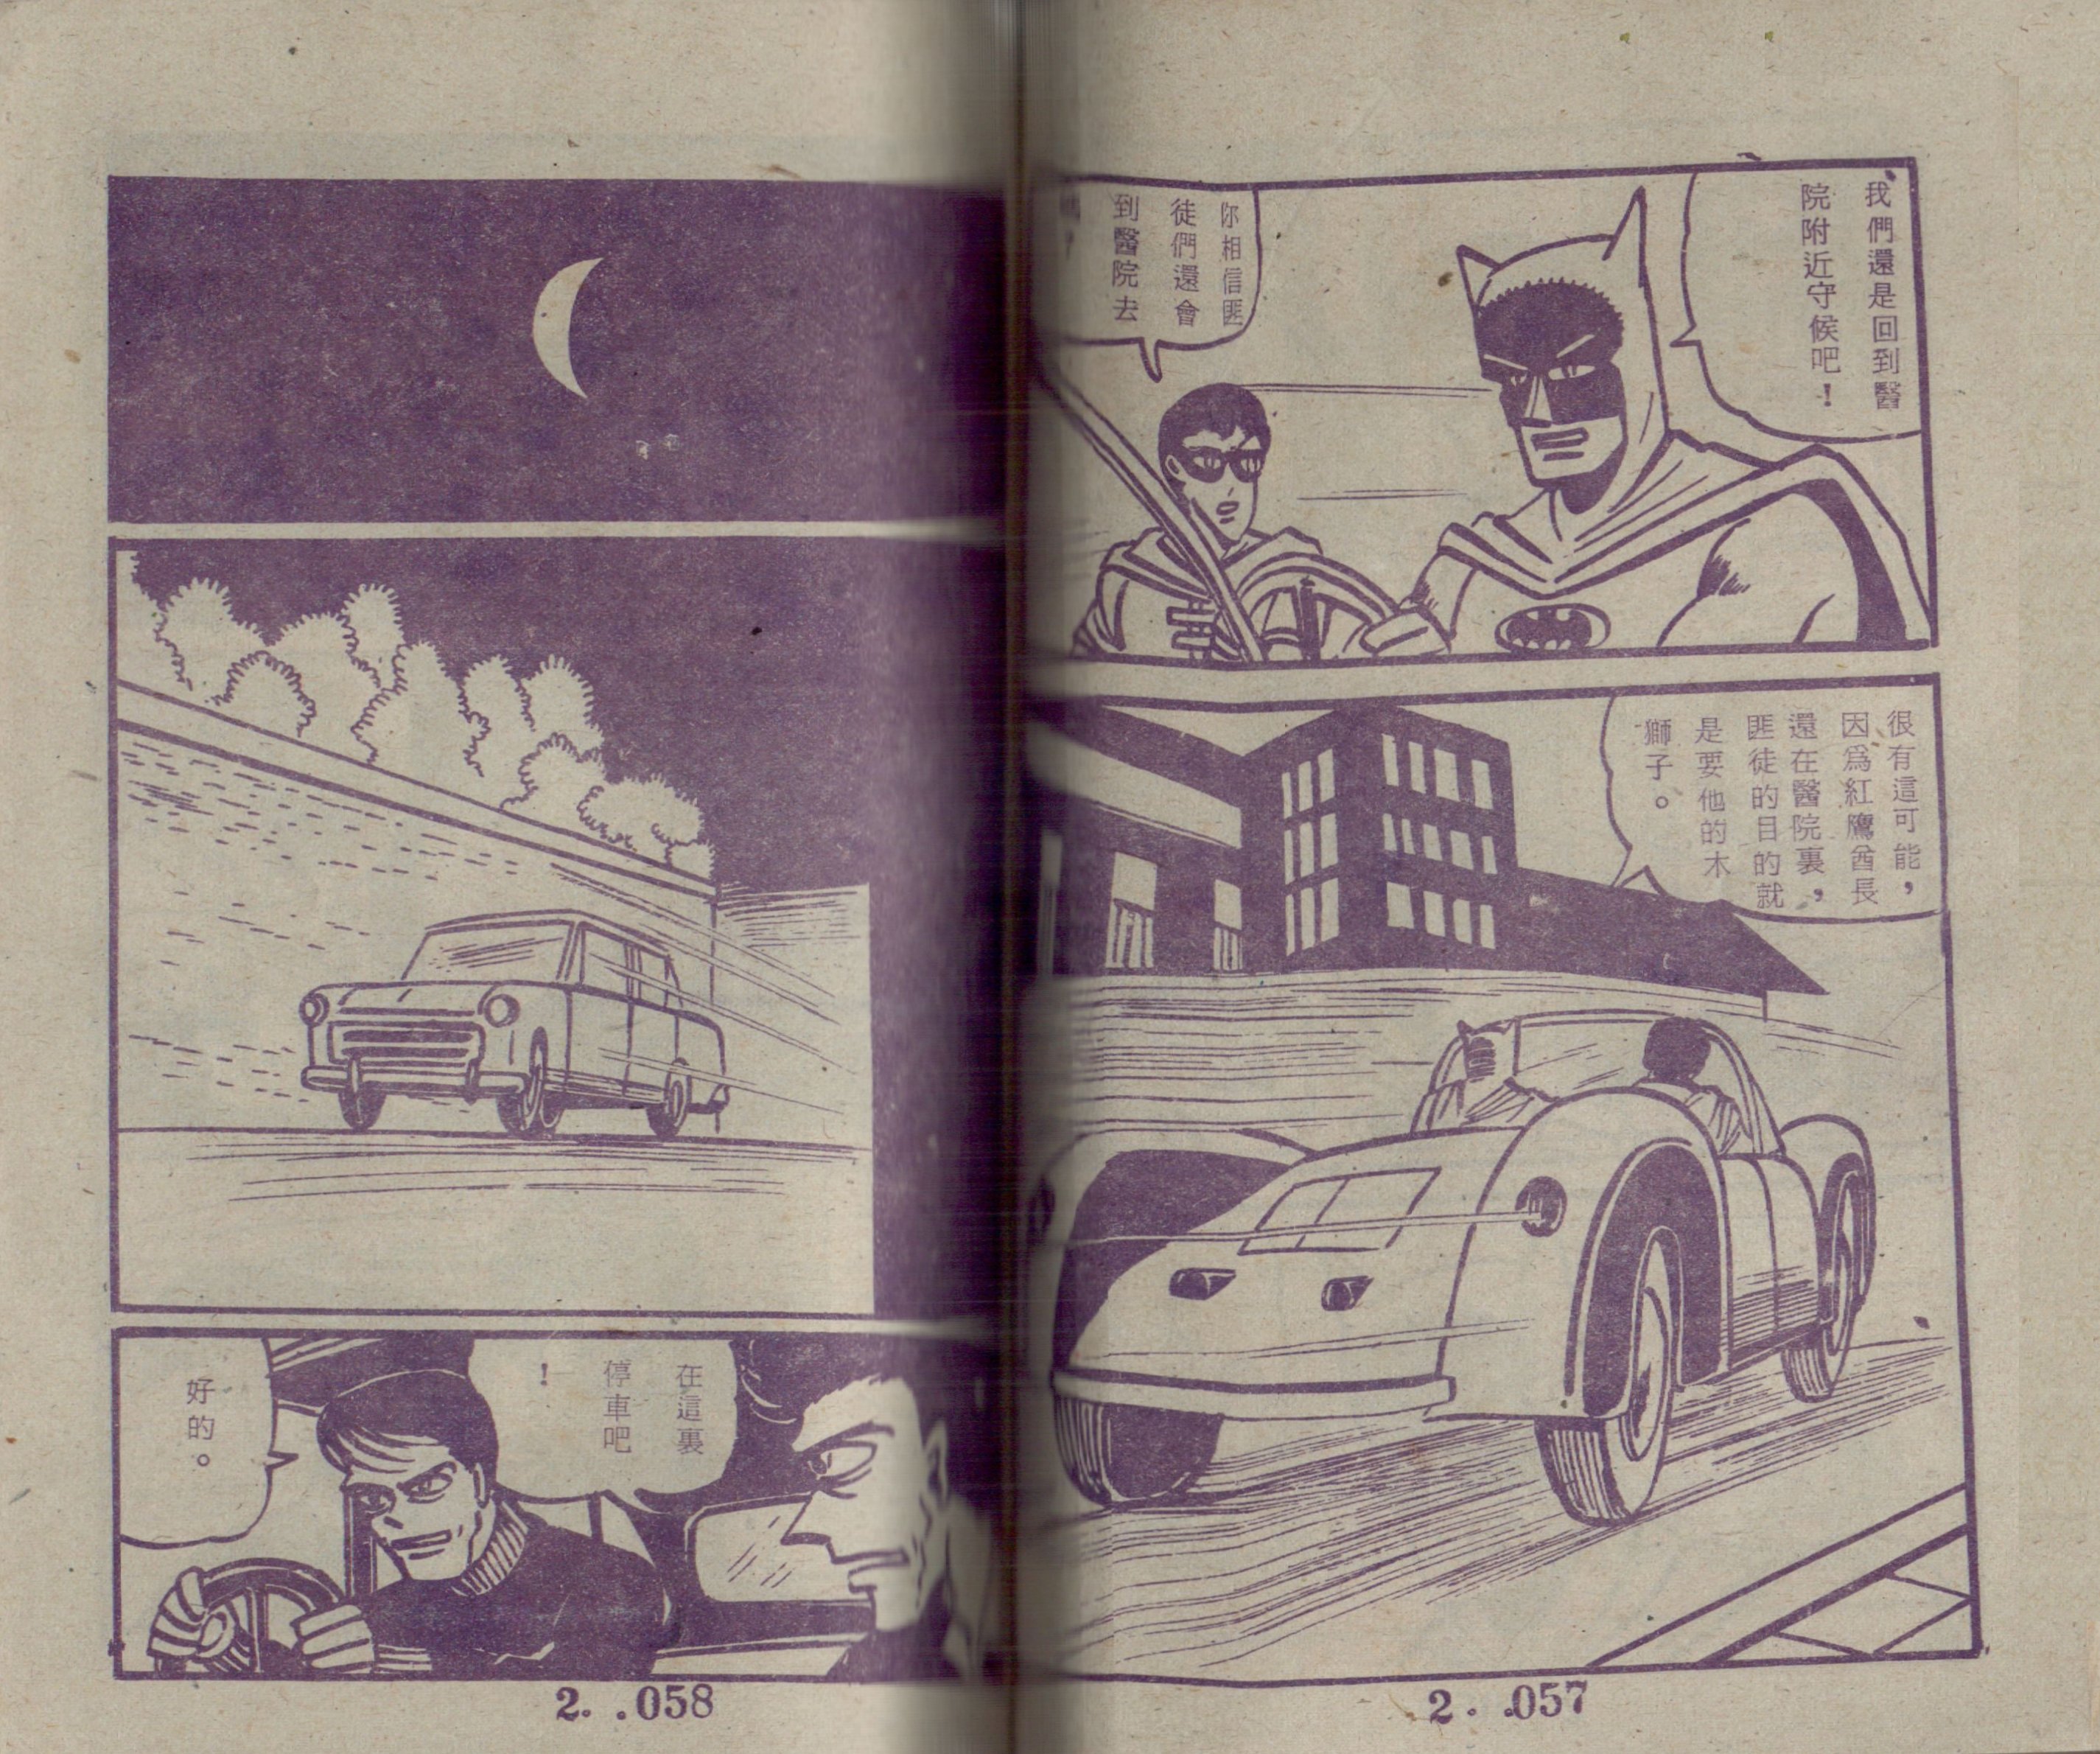 我們還是回到醫
院附近守候吧！
你相信匪
徒們還會
到醫院去
很有這可能，
因爲紅鷹酋長
還在醫院裏，
匪徒的目的就
是要他的木
獅子。
2．．057
在這裏
停車吧
！
好的。
2．．058